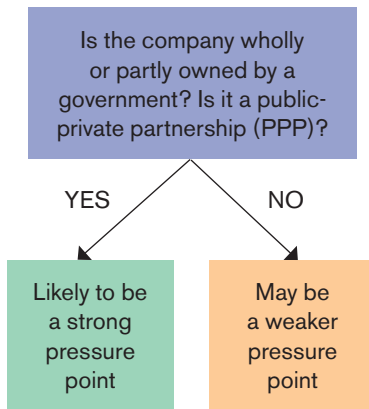 Is the company wholly
or partly owned by a
government? Is it a public-
private partnership (PPP)?
YES
NO
Likely to be
a strong
pressure
point
May be
a weaker
pressure
point